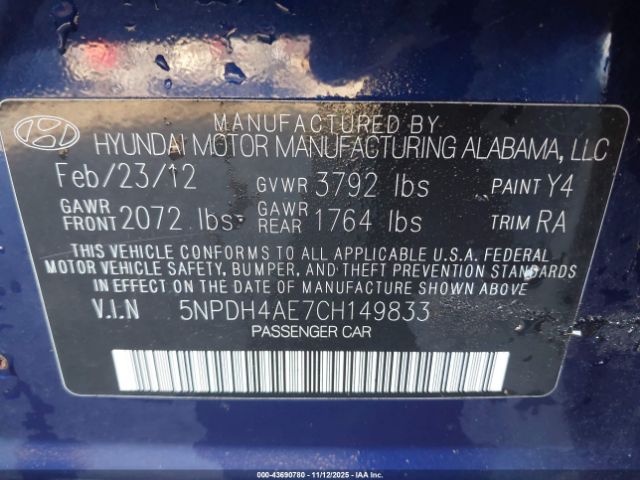 MANUFACTURED BY
HYUNDAI MOTOR MANUFACTURING ALABAMA, LLC
Feb/23/12 GVWR 3792 lbs PAINT Y4
GAWR FRONT 2072 lbs GAWR REAR 1764 lbs TRIM RA
THIS VEHICLE CONFORMS TO ALL APPLICABLE U.S.A. FEDERAL
MOTOR VEHICLE SAFETY, BUMPER, AND THEFT PREVENTION STANDARDS
IN EFFECT ON THE DATE OF MANUFACTURE SHOWN ABOVE.
V.I.N 5NPDH4AE7CH149833
PASSENGER CAR
000-43690780 - 11/12/2025 - IAAI.COM